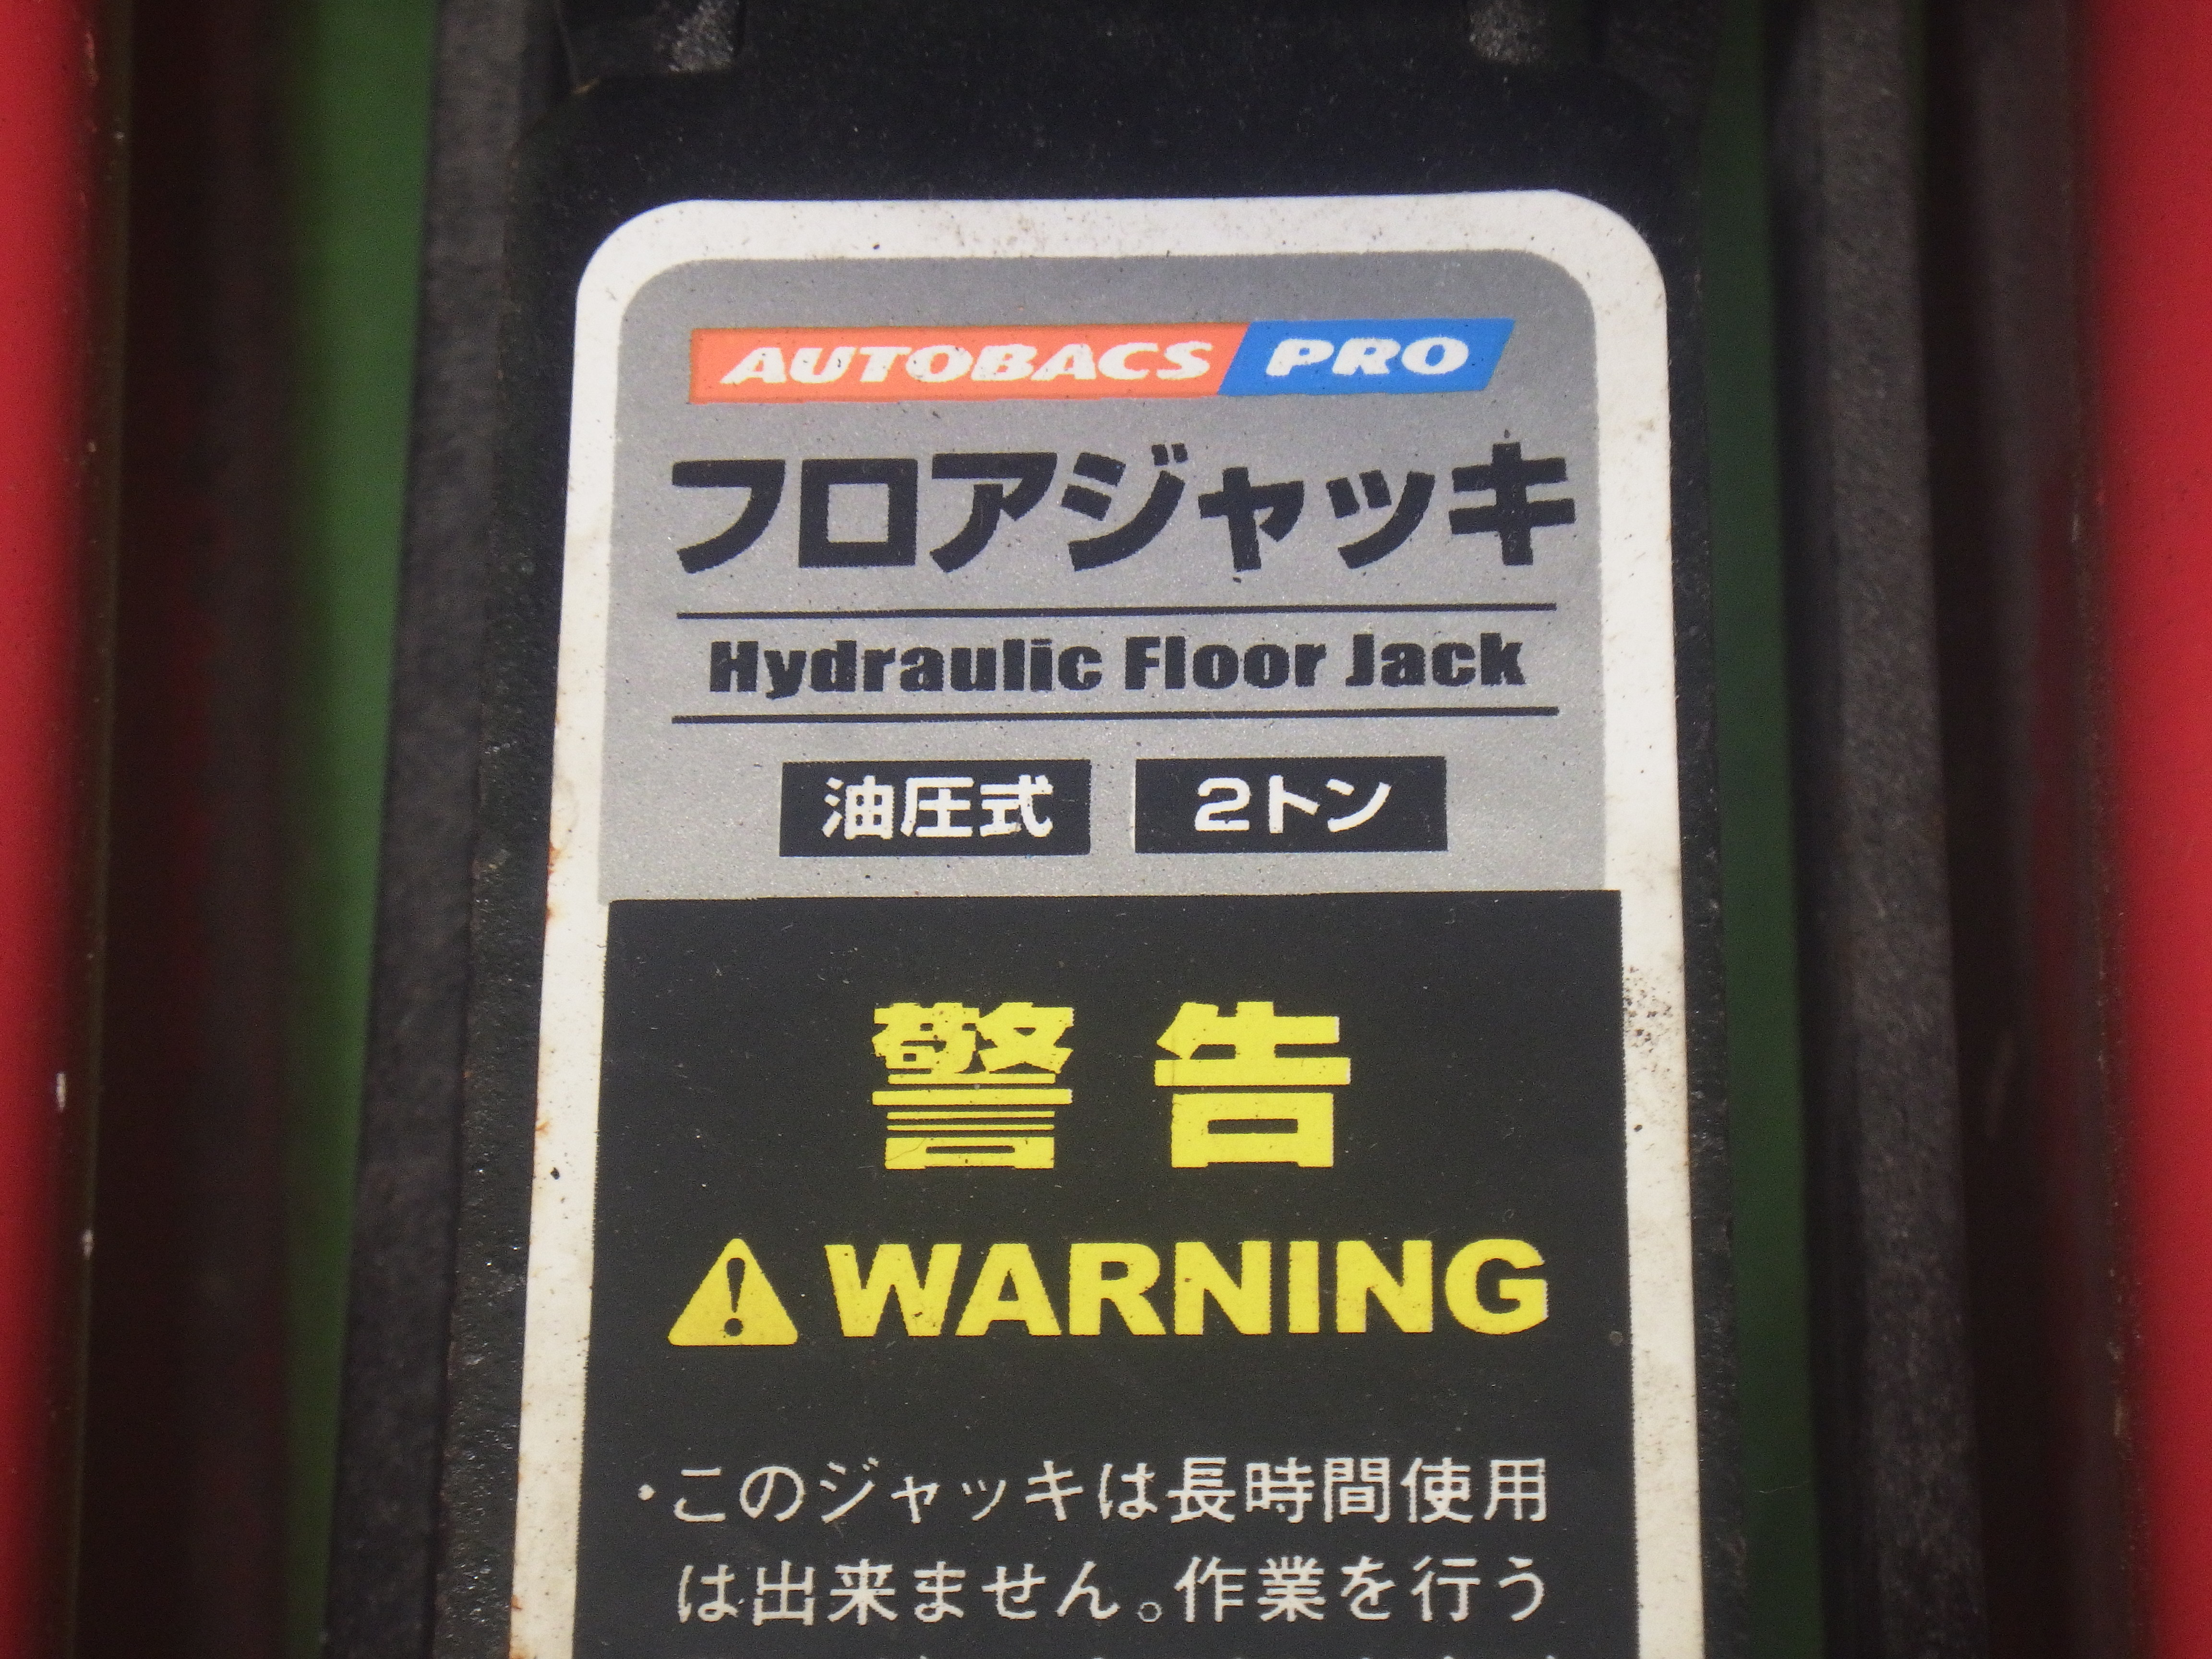 AUTOBACS PRO
フロアジャッキ
Hydraulic Floor Jack
油圧式 2トン
警告
WARNING
・このジャッキは長時間使用
は出来ません。作業を行う